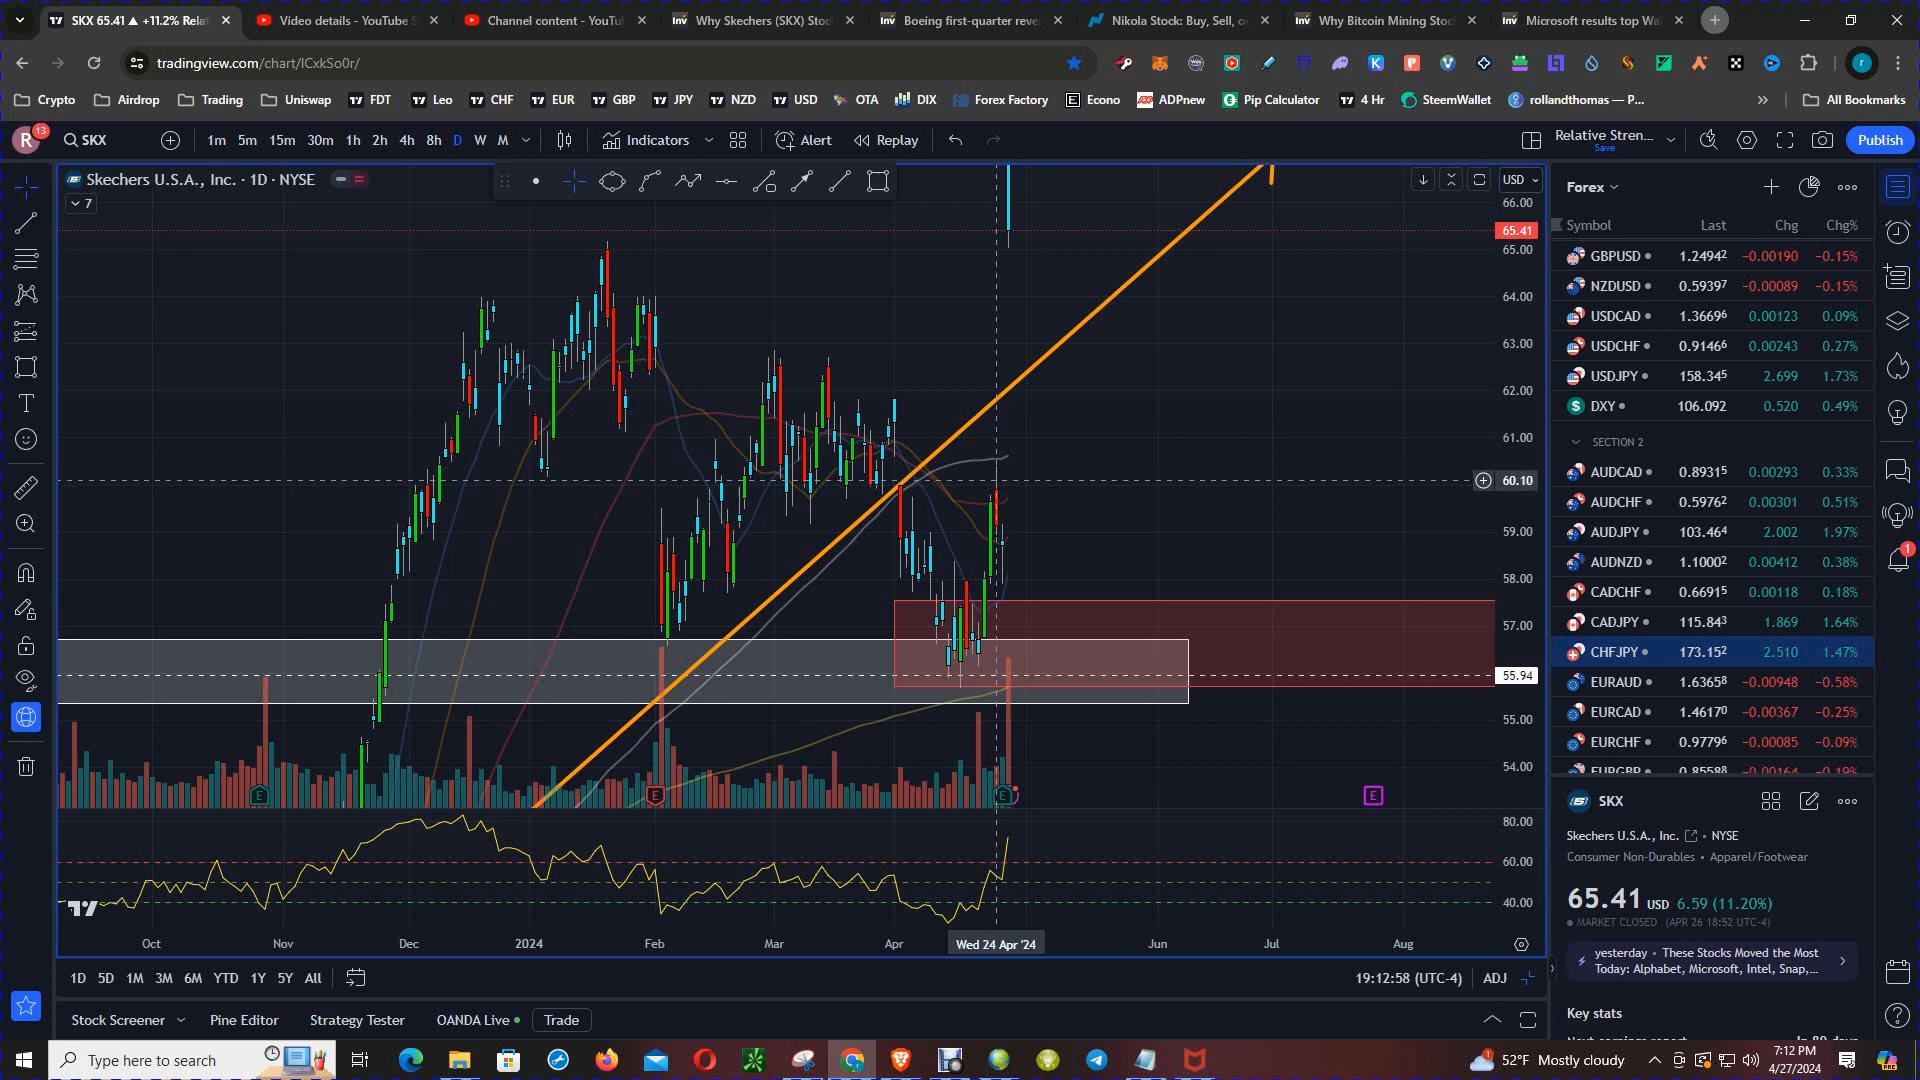 SKX 65.41 ▲ +11.2% Relat
Video details - YouTube S
Channel content - YouTu
Why Skechers (SKX) Stoc
Boeing first-quarter reve
Nikola Stock: Buy, Sell, o
Why Bitcoin Mining Stoc
Microsoft results top Wa
tradingview.com/chart/lCxkSo0r/
Crypto Airdrop Trading Uniswap FDT Leo CHF EUR GBP JPY NZD USD OTA DIX Forex Factory Econo ADPnew Pip Calculator 4 Hr SteemWallet rollandthomas — P... All Bookmarks
R 13 SKX 1m 5m 15m 30m 1h 2h 4h 8h D W M Indicators Alert Replay Relative Stren... Save Publish
Skechers U.S.A., Inc. · 1D · NYSE
7
USD
66.00
65.41
65.00
64.00
63.00
62.00
61.00
60.10
59.00
58.00
57.00
55.94
55.00
54.00
80.00
60.00
40.00
E E E E
Oct Nov Dec 2024 Feb Mar Apr Wed 24 Apr '24 Jun Jul Aug
1D 5D 1M 3M 6M YTD 1Y 5Y All 19:12:58 (UTC-4) ADJ
Stock Screener Pine Editor Strategy Tester OANDA Live Trade
Forex
Symbol Last Chg Chg%
GBPUSD 1.24942 −0.00190 −0.15%
NZDUSD 0.59397 −0.00089 −0.15%
USDCAD 1.36696 0.00123 0.09%
USDCHF 0.91466 0.00243 0.27%
USDJPY 158.345 2.699 1.73%
DXY 106.092 0.520 0.49%
SECTION 2
AUDCAD 0.89315 0.00293 0.33%
AUDCHF 0.59762 0.00301 0.51%
AUDJPY 103.464 2.002 1.97%
AUDNZD 1.10002 0.00412 0.38%
CADCHF 0.66915 0.00118 0.18%
CADJPY 115.843 1.869 1.64%
CHFJPY 173.152 2.510 1.47%
EURAUD 1.63658 −0.00948 −0.58%
EURCAD 1.46170 −0.00367 −0.25%
EURCHF 0.97796 −0.00085 −0.09%
EURGBP 0.85588 −0.00164 −0.19%
SKX
Skechers U.S.A., Inc. • NYSE
Consumer Non-Durables • Apparel/Footwear
65.41 USD 6.59 (11.20%)
MARKET CLOSED (APR 26 18:52 UTC-4)
yesterday • These Stocks Moved the Most
Today: Alphabet, Microsoft, Intel, Snap,...
Key stats
1
Type here to search
52°F Mostly cloudy
7:12 PM
4/27/2024